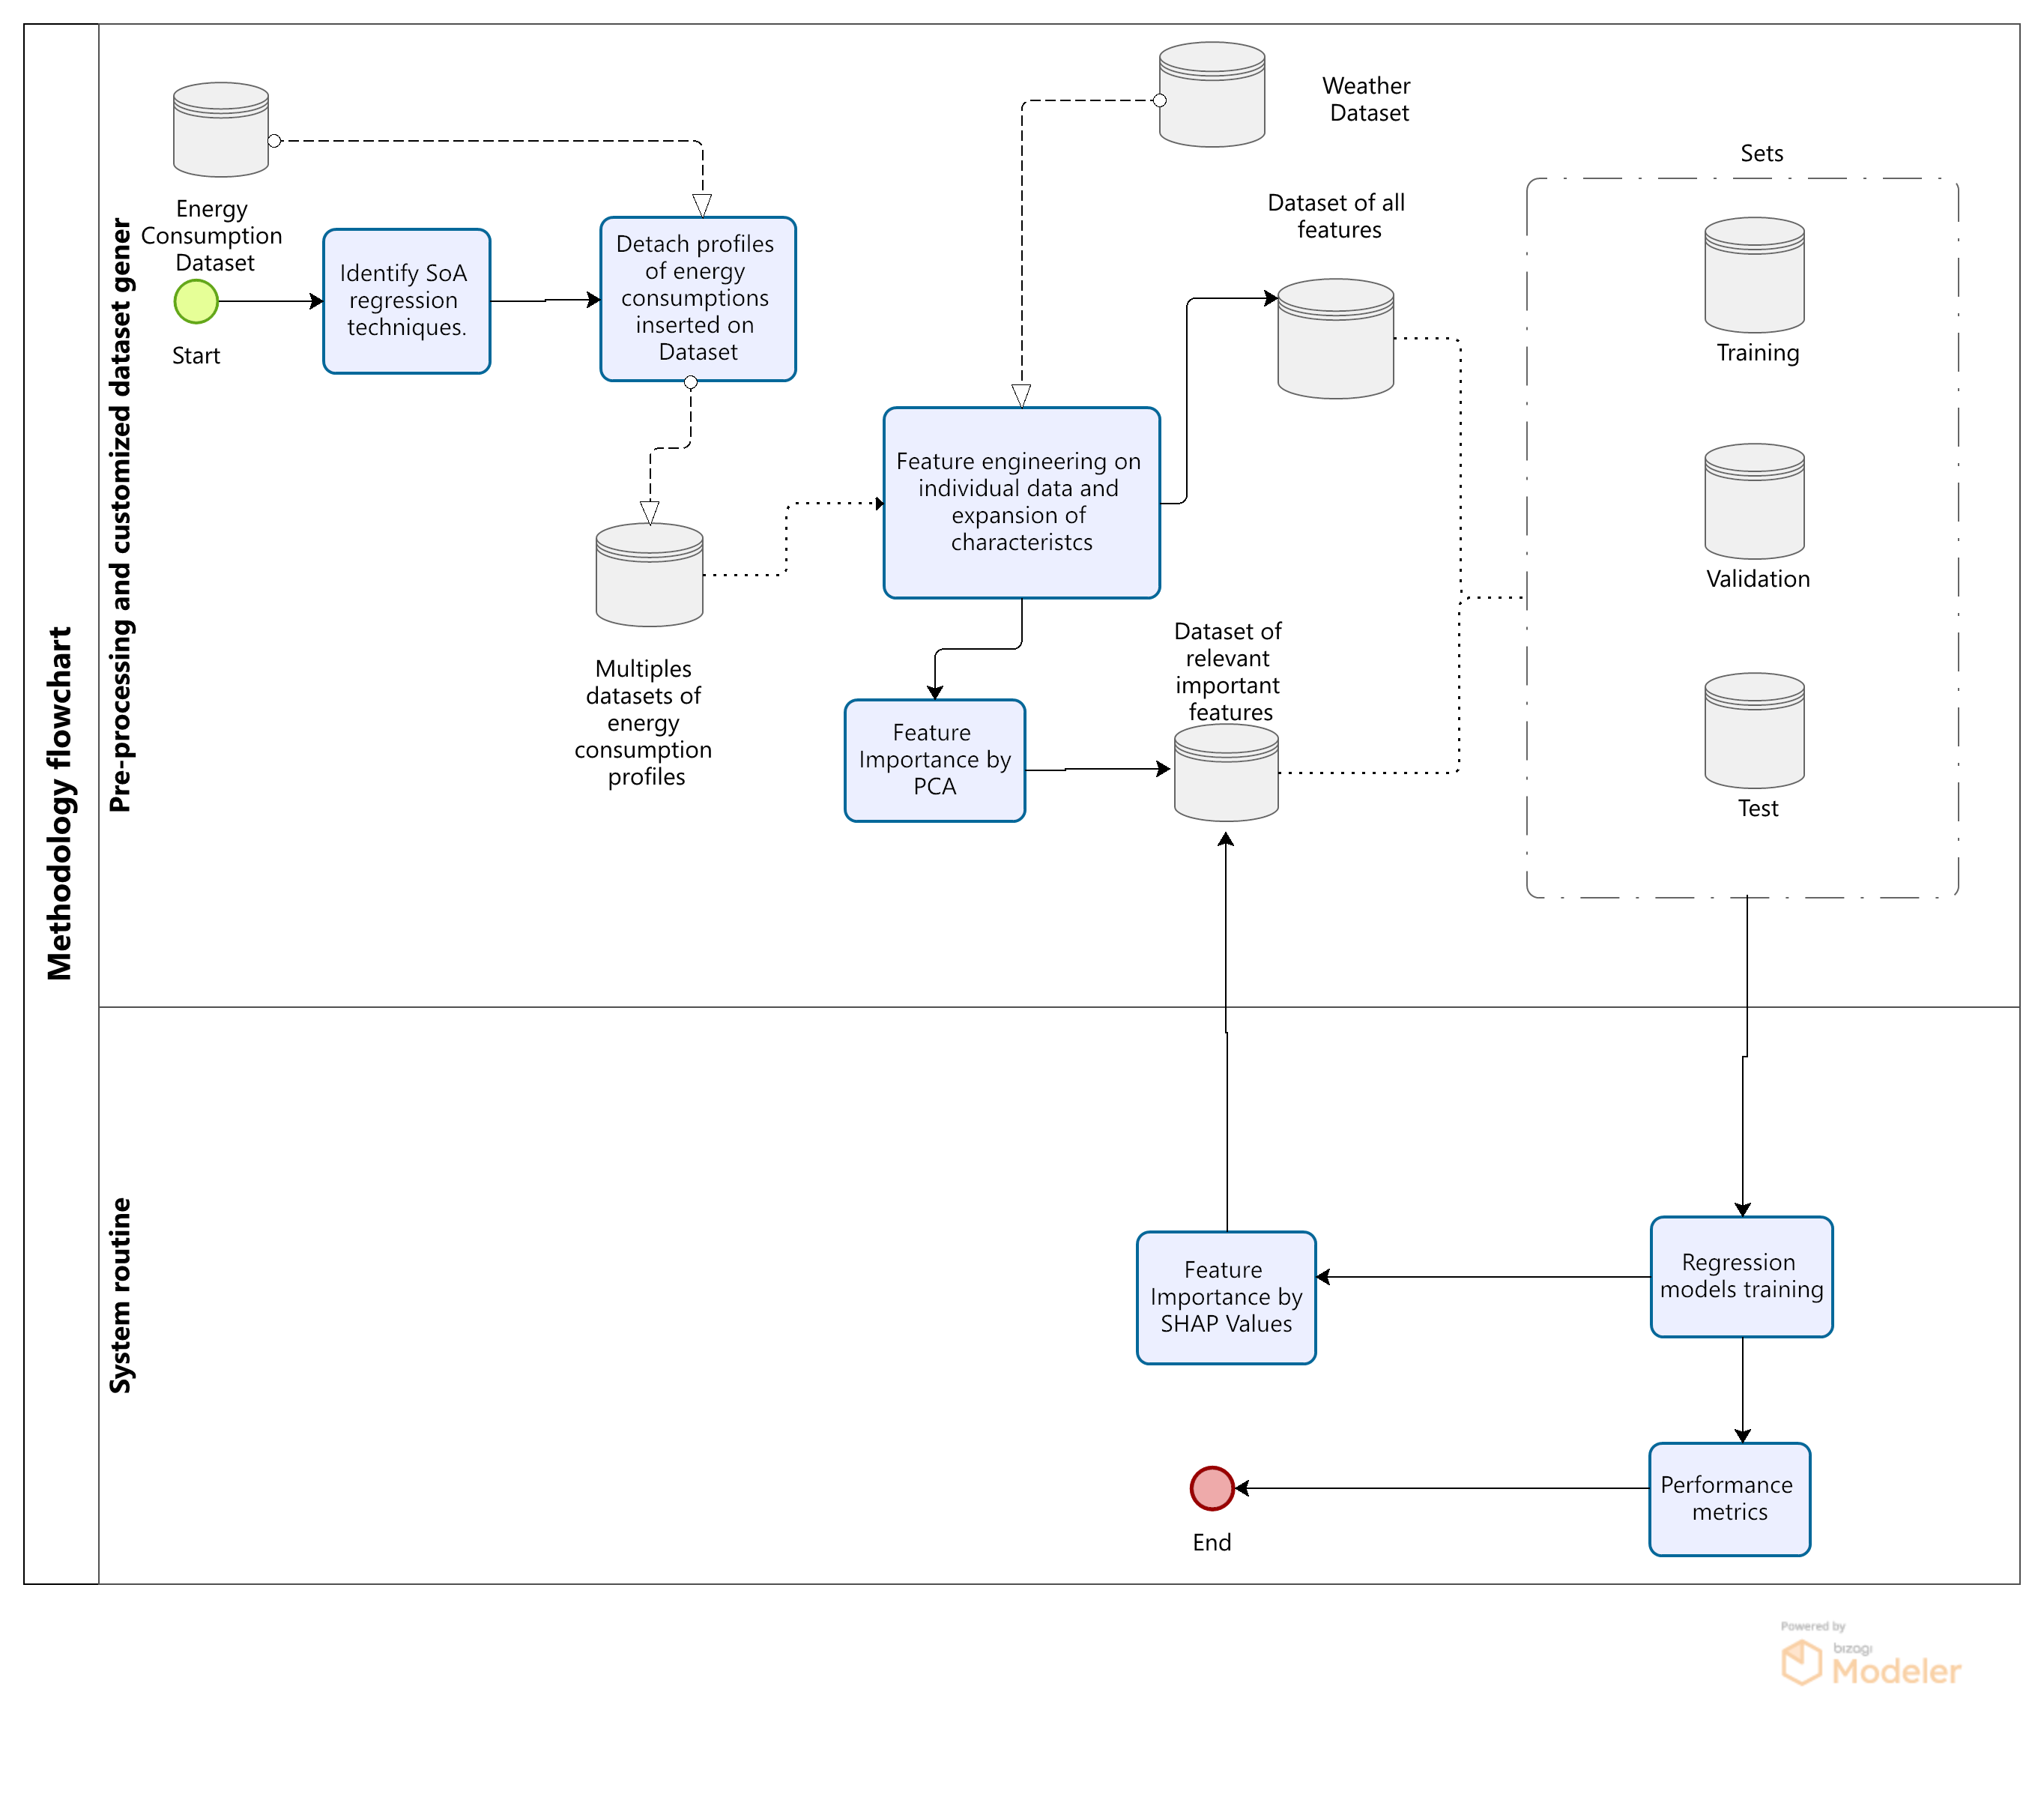 Methodology flowchart
Pre-processing and customized dataset gener
Energy
Consumption
Dataset
Start
Identify SoA
regression
techniques.
Detach profiles
of energy
consumptions
inserted on
Dataset
Multiples
datasets of
energy
consumption
profiles
Weather
Dataset
Feature engineering on
individual data and
expansion of
characteristcs
Dataset of all
features
Feature
Importance by
PCA
Dataset of
relevant
important
features
Sets
Training
Validation
Test
System routine
Feature
Importance by
SHAP Values
Regression
models training
Performance
metrics
End
Powered by
bizagi
Modeler